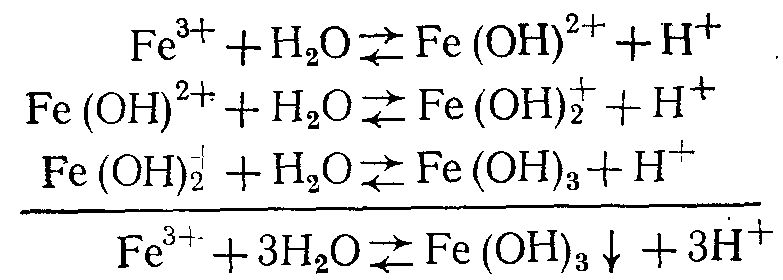 Fe³⁺ + H₂O ⇄ Fe (OH)²⁺ + H⁺
Fe (OH)²⁺ + H₂O ⇄ Fe (OH)₂⁺ + H⁺
Fe (OH)₂⁺ + H₂O ⇄ Fe (OH)₃ + H⁺
Fe³⁺ + 3H₂O ⇄ Fe (OH)₃ ↓ + 3H⁺